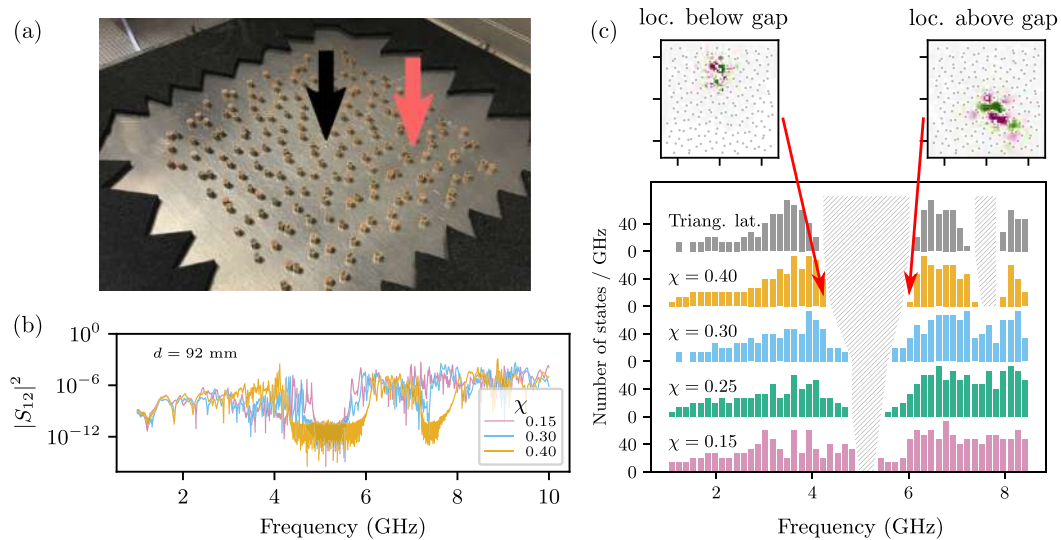 (a)
(b)
10^0
10^{-6}
10^{-12}
|S_{12}|^2
d = 92 mm
χ
0.15
0.30
0.40
2 4 6 8 10
Frequency (GHz)
(c)
loc. below gap loc. above gap
Number of states / GHz
Triang. lat.
χ = 0.40
χ = 0.30
χ = 0.25
χ = 0.15
40
0
40
0
40
0
40
0
40
0
2 4 6 8
Frequency (GHz)